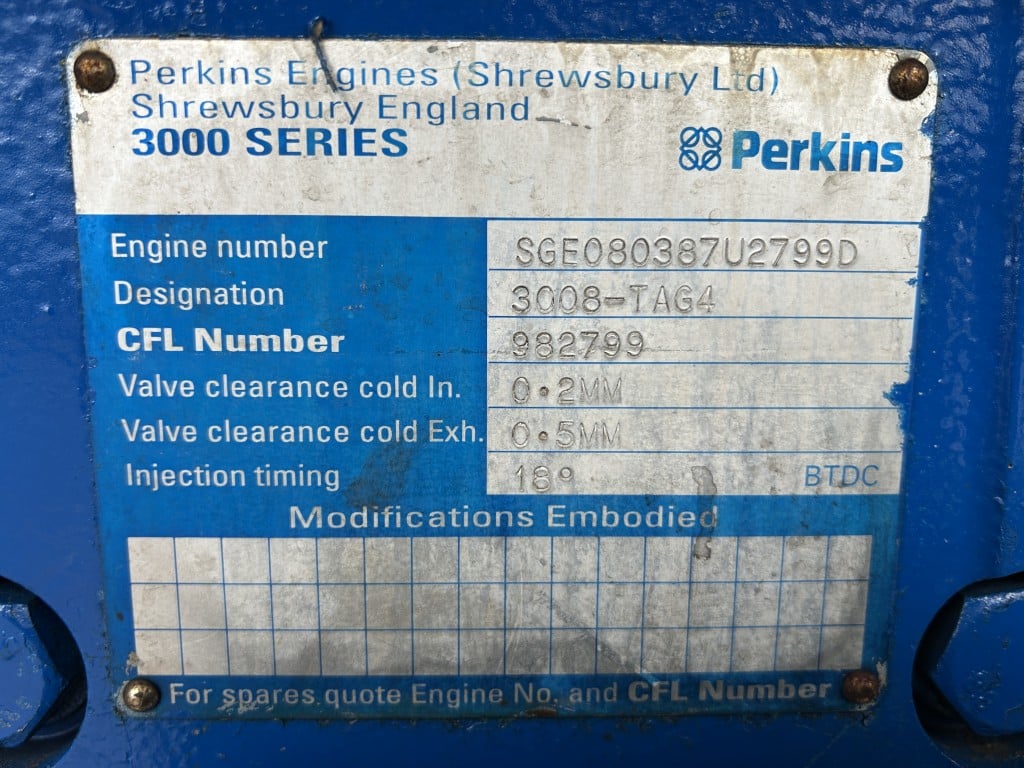 Perkins Engines (Shrewsbury Ltd)
Shrewsbury England
3000 SERIES
Perkins
Engine number SGE080387U2799D
Designation 3008-TAG4
CFL Number 982799
Valve clearance cold In. 0.2MM
Valve clearance cold Exh. 0.5MM
Injection timing 18° BTDC
Modifications Embodied
For spares quote Engine No. and CFL Number